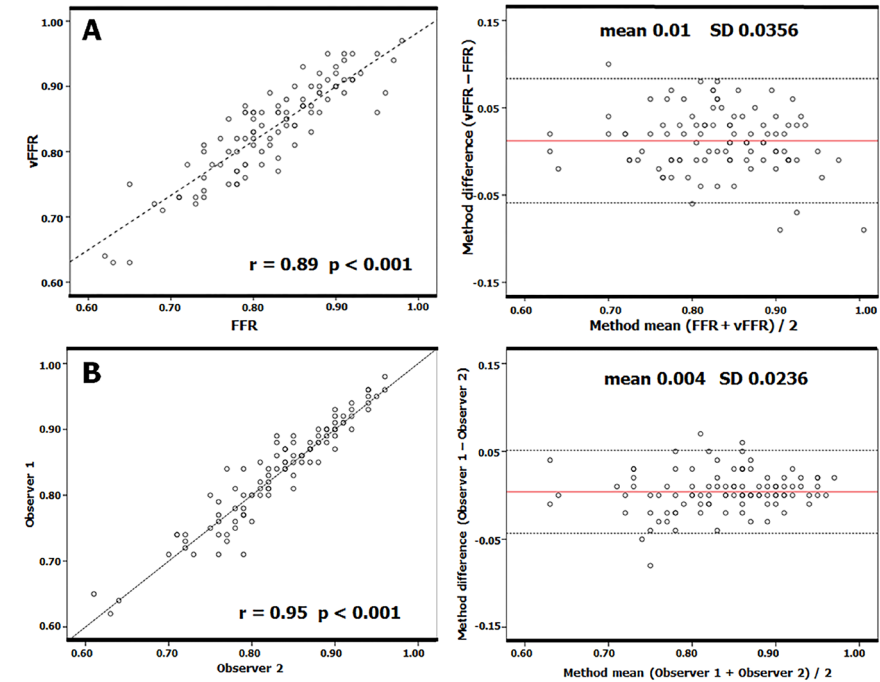 A
1.00
0.90
0.80
0.70
0.60
vFFR
r = 0.89 p < 0.001
0.60 0.70 0.80 0.90 1.00
FFR
mean 0.01 SD 0.0356
0.15
0.05
-0.05
-0.15
Method difference (vFFR – FFR)
0.60 0.70 0.80 0.90 1.00
Method mean (FFR + vFFR) / 2
B
1.00
0.90
0.80
0.70
0.60
Observer 1
r = 0.95 p < 0.001
0.60 0.70 0.80 0.90 1.00
Observer 2
mean 0.004 SD 0.0236
0.15
0.05
-0.05
-0.15
Method difference (Observer 1 – Observer 2)
0.60 0.70 0.80 0.90 1.00
Method mean (Observer 1 + Observer 2) / 2